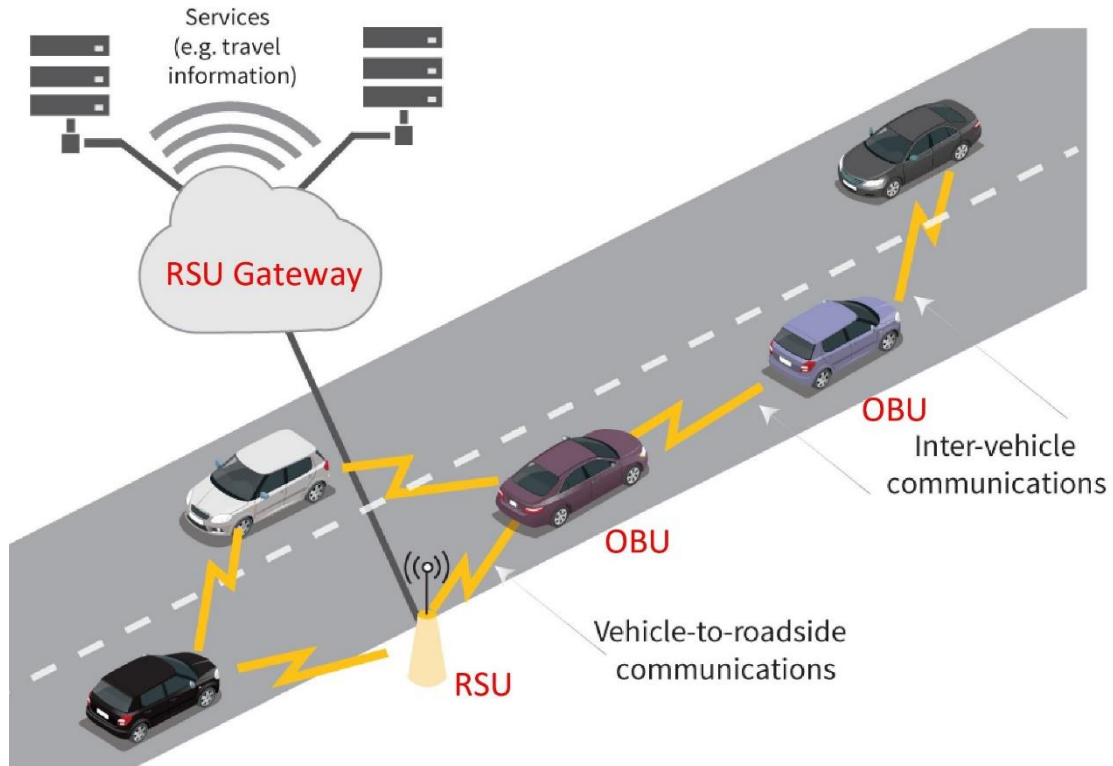 Services
(e.g. travel
information)
RSU Gateway
OBU
Inter-vehicle
communications
OBU
Vehicle-to-roadside
communications
RSU